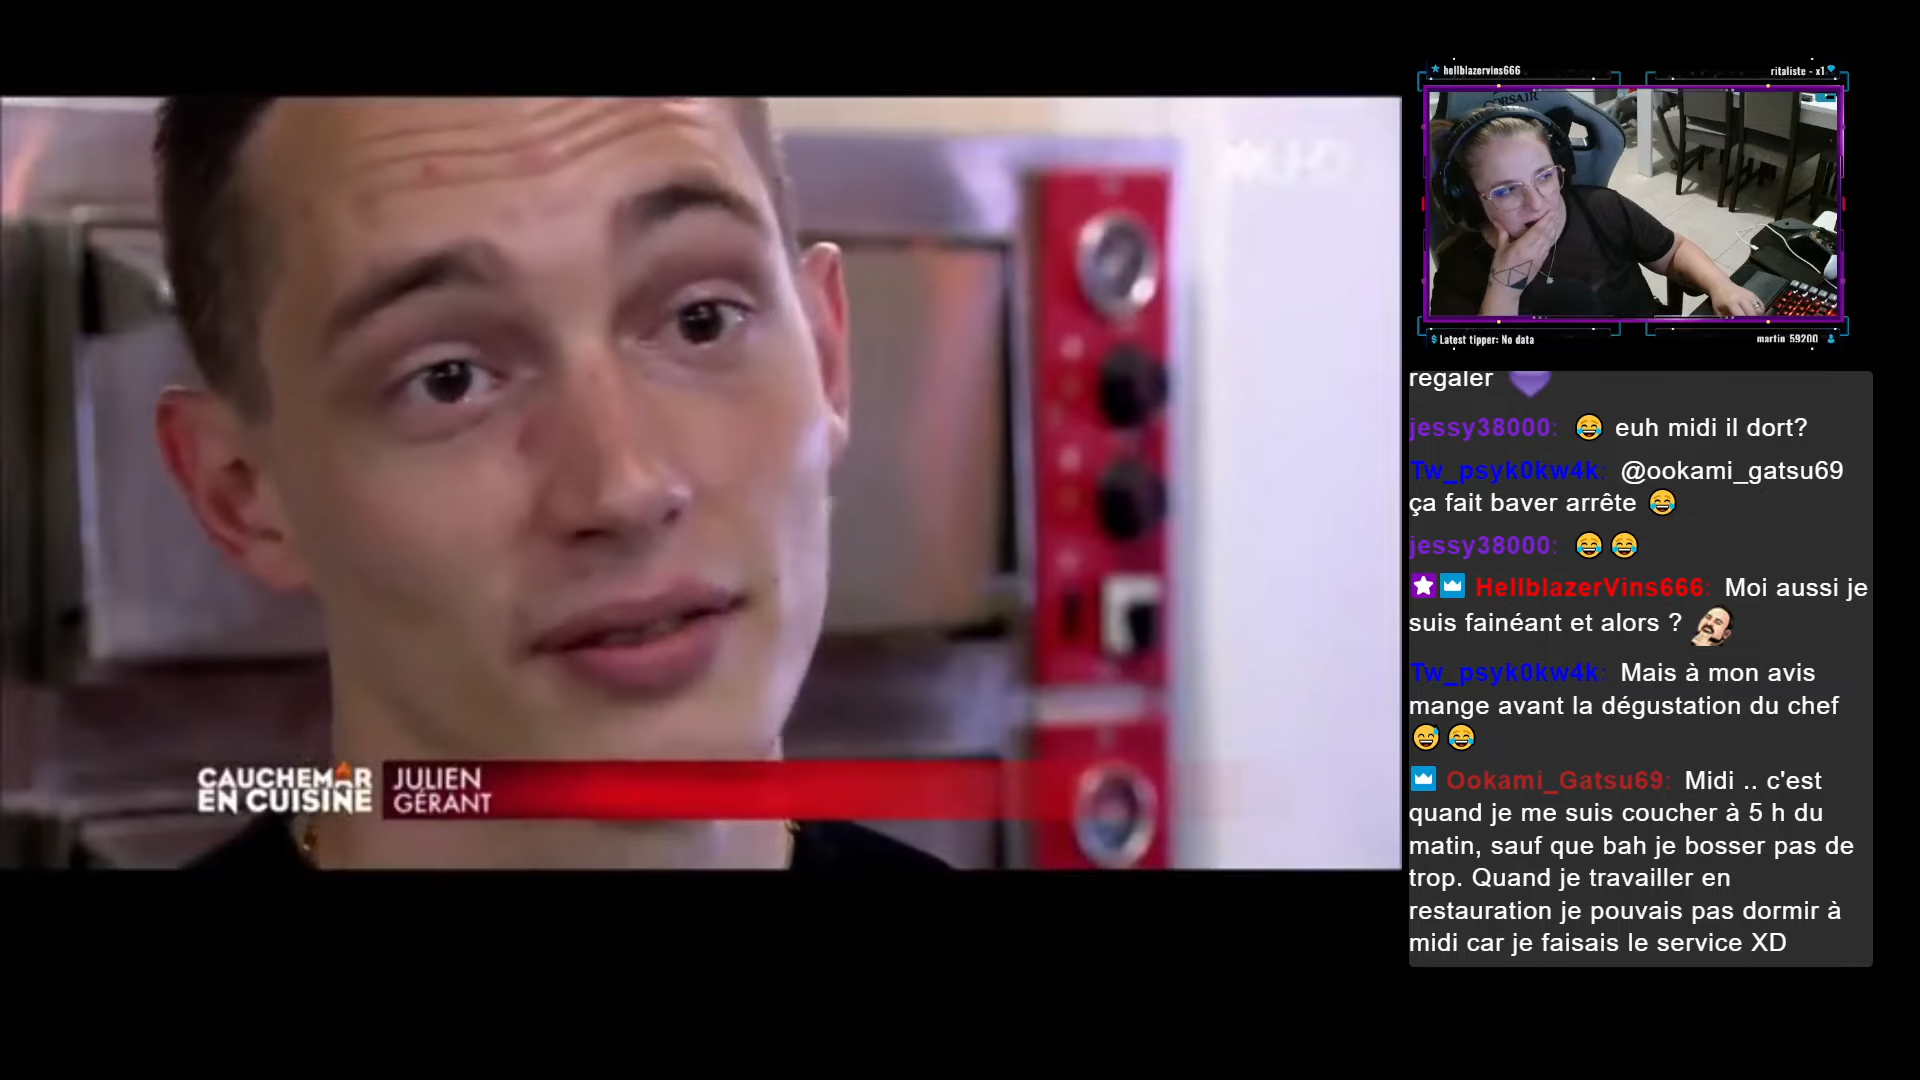 CAUCHEMAR
EN CUISINE
JULIEN
GÉRANT
hellblazervins666
ritaliste - x1
CORSAIR
$ Latest tipper: No data
martin_59200
régaler
jessy38000: 😂 euh midi il dort?
Tw_psyk0kw4k: @ookami_gatsu69
ça fait baver arrête 😂
jessy38000: 😂 😂
HellblazerVins666: Moi aussi je
suis fainéant et alors ?
Tw_psyk0kw4k: Mais à mon avis
mange avant la dégustation du chef
😅 😂
Ookami_Gatsu69: Midi .. c'est
quand je me suis coucher à 5 h du
matin, sauf que bah je bosser pas de
trop. Quand je travailler en
restauration je pouvais pas dormir à
midi car je faisais le service XD